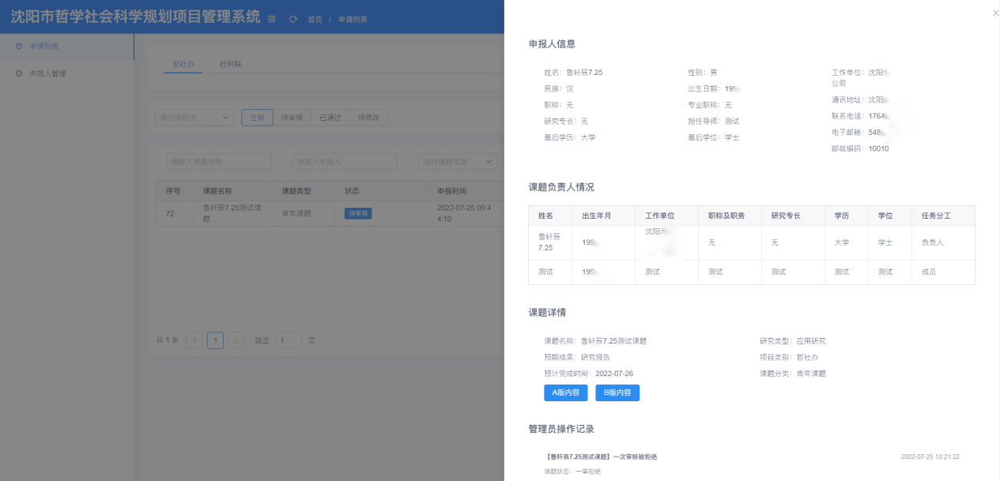 沈阳市哲学社会科学规划项目管理系统 首页 / 申请列表
申请列表
申报人管理
哲社办 社科联
请选择批次 全部 待审核 已通过 待修改
请输入课题名称 请输入申报人 选择课题类型
序号 课题名称 课题类型 状态 申报时间
72 鲁轩辰7.25测试课题 青年课题 待审核 2022-07-25 09:44:10
共 1 条 1 跳至 1 页
申报人信息
姓名：鲁轩辰7.25 性别：男 工作单位：沈阳
公司
民族：汉 出生日期：199
通讯地址：沈阳
职称：无 专业职称：无
联系电话：1764
研究专长：无 担任导师：测试
电子邮箱：548
最后学历：大学 最后学位：学士
邮政编码：10010
课题负责人情况
姓名 出生年月 工作单位 职称及职务 研究专长 学历 学位 任务分工
鲁轩辰7.25 199 沈阳 无 无 大学 学士 负责人
测试 199 测试 测试 测试 测试 测试 成员
课题详情
课题名称：鲁轩辰7.25测试课题 研究类型：应用研究
预期成果：研究报告 项目类别：哲社办
预计完成时间：2022-07-26 课题分类：青年课题
A版内容 B版内容
管理员操作记录
【鲁轩辰7.25测试课题】一次审核被拒绝 2022-07-25 10:21:22
课题状态：一审拒绝